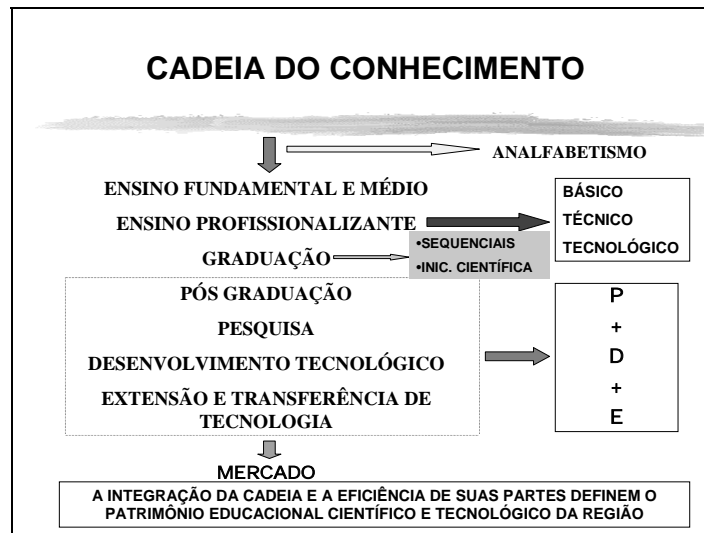 CADEIA DO CONHECIMENTO
ANALFABETISMO
ENSINO FUNDAMENTAL E MÉDIO
ENSINO PROFISSIONALIZANTE
BÁSICO
TÉCNICO
TECNOLÓGICO
GRADUAÇÃO
•SEQUENCIAIS
•INIC. CIENTÍFICA
PÓS GRADUAÇÃO
PESQUISA
DESENVOLVIMENTO TECNOLÓGICO
EXTENSÃO E TRANSFERÊNCIA DE
TECNOLOGIA
P
+
D
+
E
MERCADO
A INTEGRAÇÃO DA CADEIA E A EFICIÊNCIA DE SUAS PARTES DEFINEM O
PATRIMÔNIO EDUCACIONAL CIENTÍFICO E TECNOLÓGICO DA REGIÃO